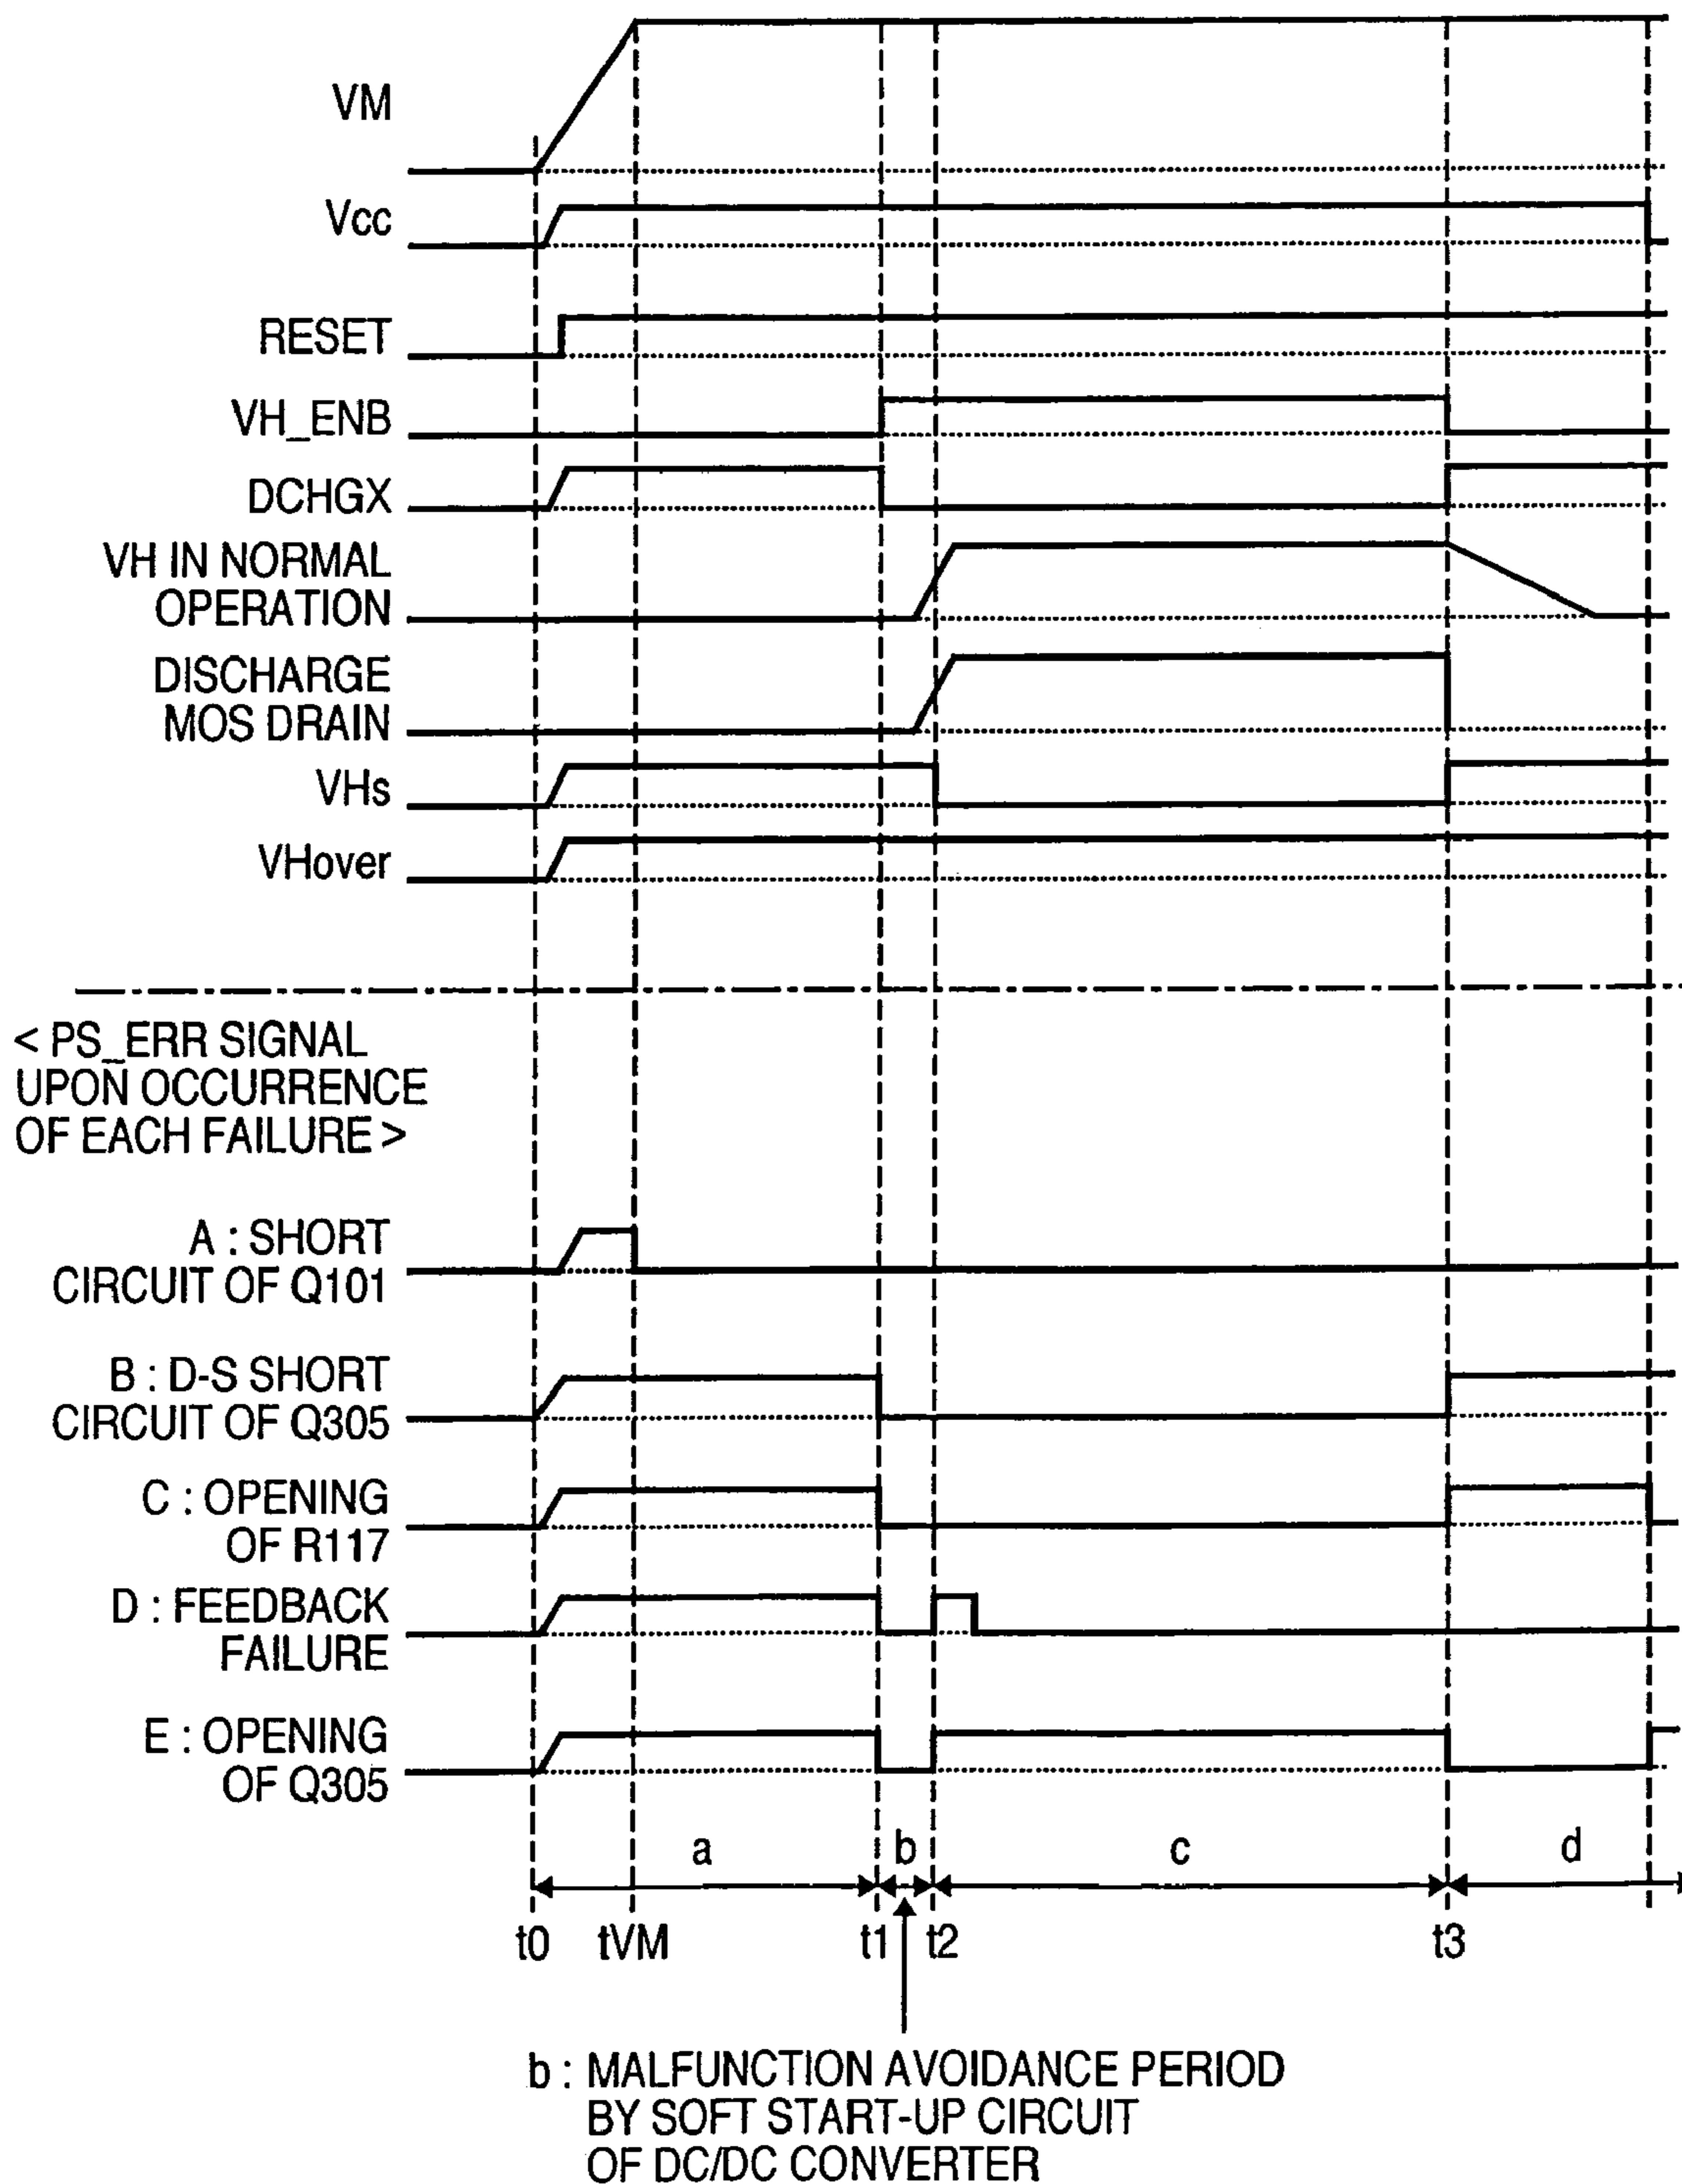 VM
Vcc
RESET
VH_ENB
DCHGX
VH IN NORMAL
OPERATION
DISCHARGE
MOS DRAIN
VHs
VHover
< PS_ERR SIGNAL
UPON OCCURRENCE
OF EACH FAILURE >
A : SHORT
CIRCUIT OF Q101
B : D-S SHORT
CIRCUIT OF Q305
C : OPENING
OF R117
D : FEEDBACK
FAILURE
E : OPENING
OF Q305
a b c d
t0 tVM t1 t2 t3
b : MALFUNCTION AVOIDANCE PERIOD
BY SOFT START-UP CIRCUIT
OF DC/DC CONVERTER